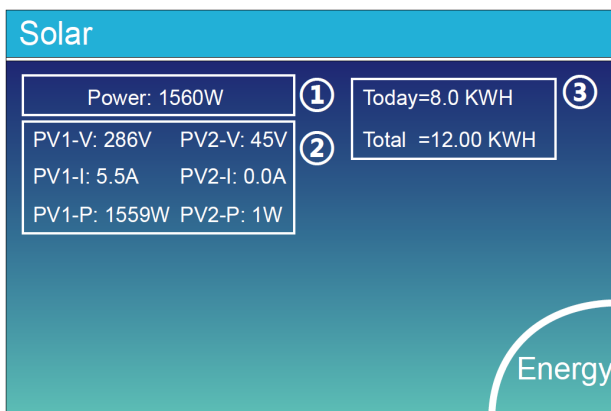 Solar
Power: 1560W
①
PV1-V: 286V PV2-V: 45V
②
PV1-I: 5.5A PV2-I: 0.0A
PV1-P: 1559W PV2-P: 1W
Today=8.0 KWH
③
Total =12.00 KWH
Energy